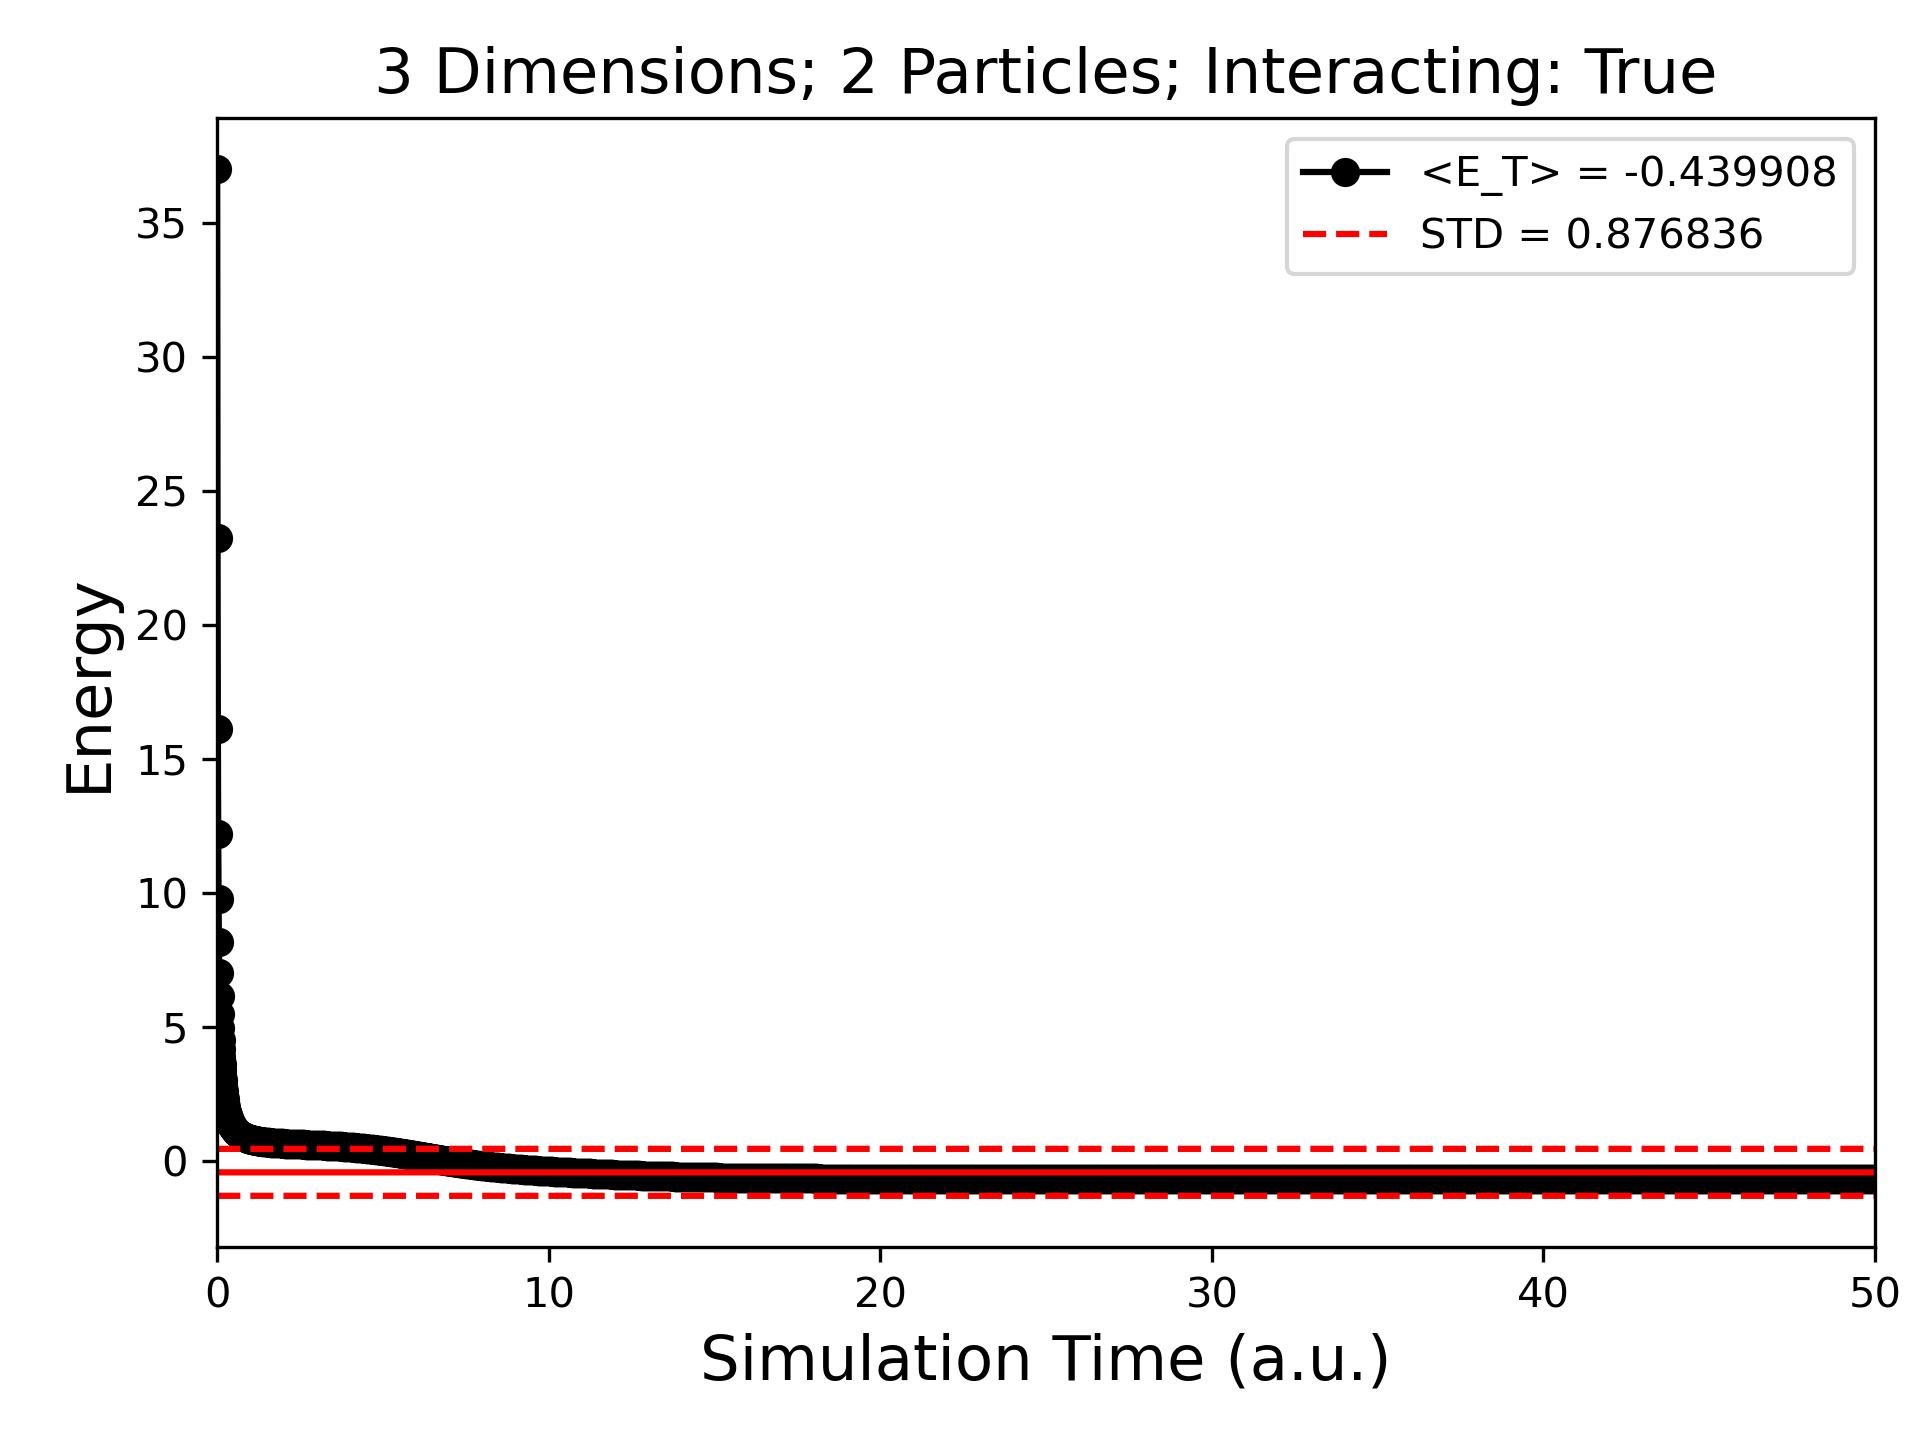 3 Dimensions; 2 Particles; Interacting: True
<E_T> = -0.439908
STD = 0.876836
Energy
35
30
25
20
15
10
5
0
0 10 20 30 40 50
Simulation Time (a.u.)